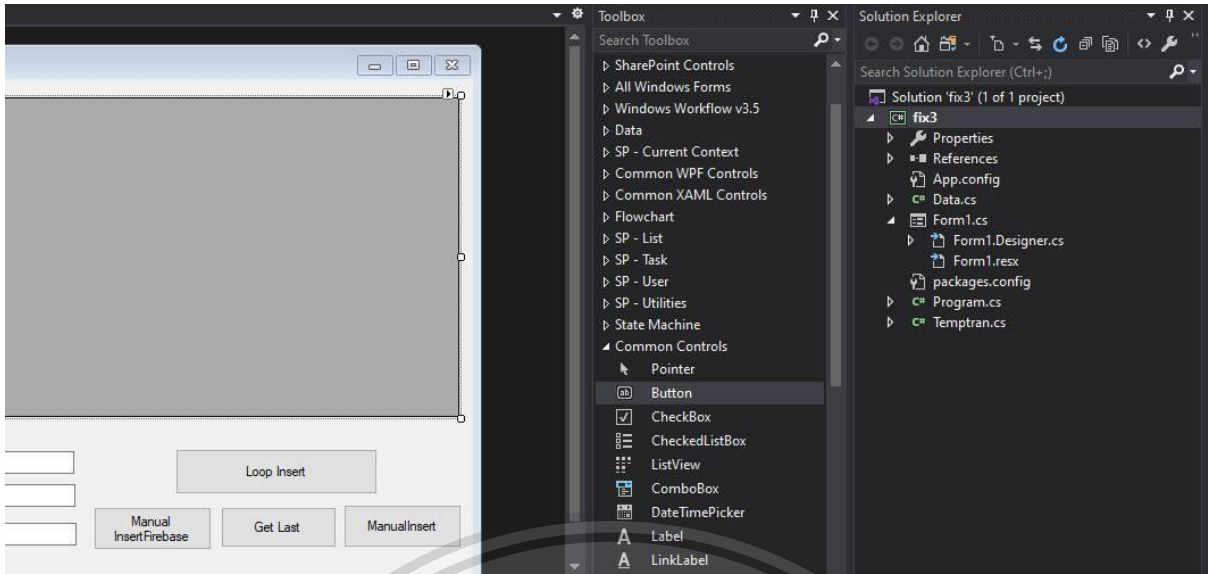 Loop Insert
Manual
InsertFirebase
Get Last
ManualInsert
Toolbox
Search Toolbox
SharePoint Controls
All Windows Forms
Windows Workflow v3.5
Data
SP - Current Context
Common WPF Controls
Common XAML Controls
Flowchart
SP - List
SP - Task
SP - User
SP - Utilities
State Machine
Common Controls
Pointer
Button
CheckBox
CheckedListBox
ListView
ComboBox
DateTimePicker
Label
LinkLabel
Solution Explorer
Search Solution Explorer (Ctrl+;)
Solution 'fix3' (1 of 1 project)
C# fix3
Properties
References
App.config
C# Data.cs
Form1.cs
Form1.Designer.cs
Form1.resx
packages.config
C# Program.cs
C# Temptran.cs